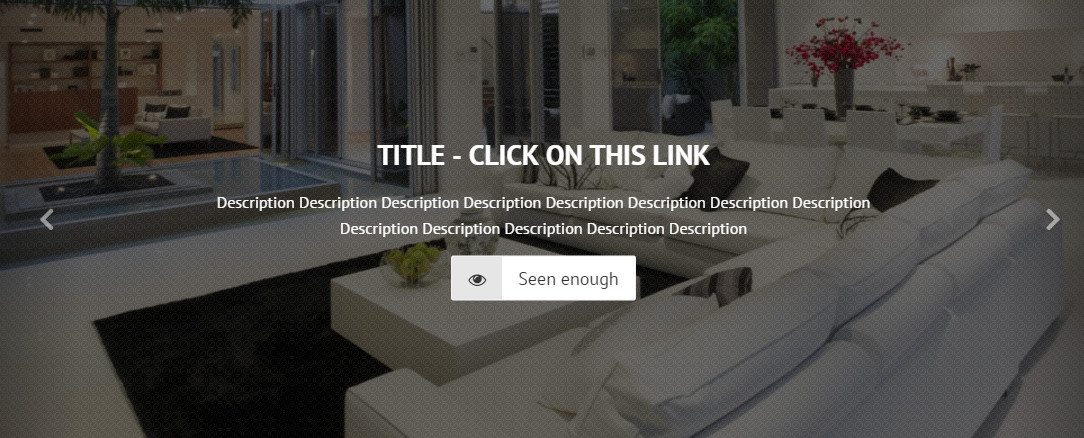 TITLE - CLICK ON THIS LINK
Description Description Description Description Description Description Description Description
Description Description Description Description Description
Seen enough